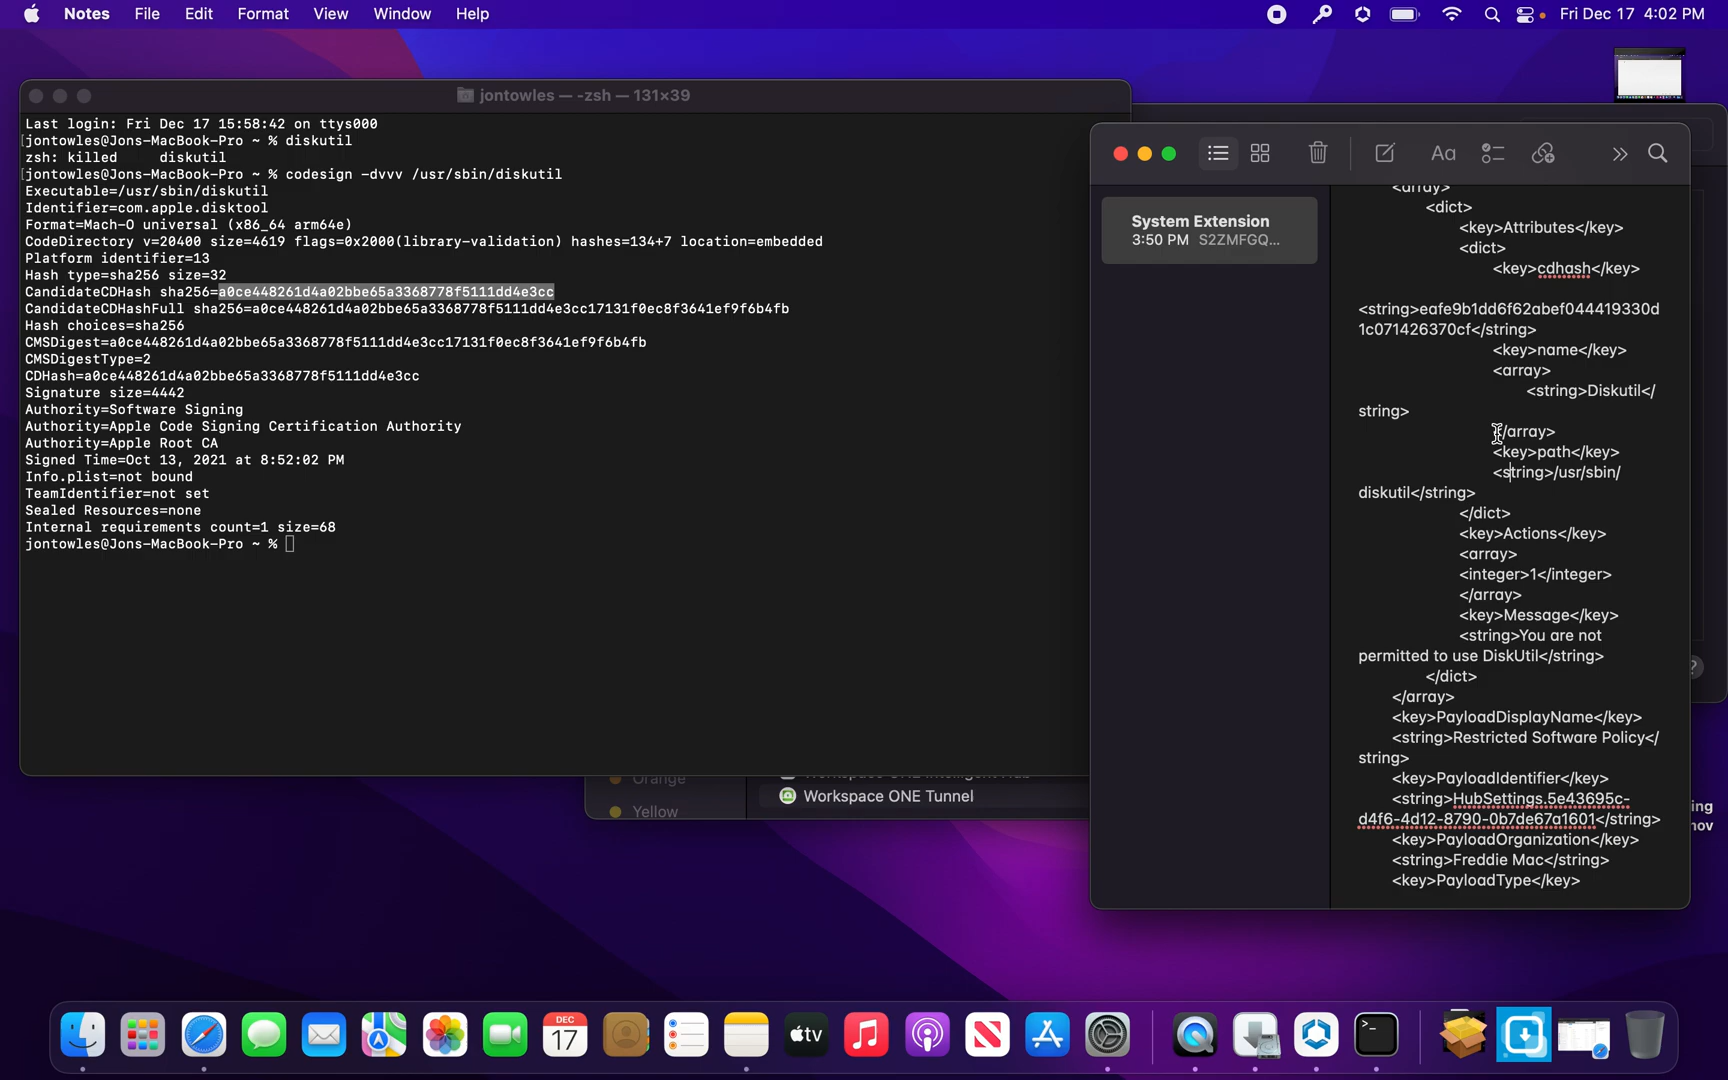 Notes File Edit Format View Window Help
Fri Dec 17 4:02 PM
jontowles — -zsh — 131×39
Last login: Fri Dec 17 15:58:42 on ttys000
[jontowles@Jons-MacBook-Pro ~ % diskutil
zsh: killed diskutil
[jontowles@Jons-MacBook-Pro ~ % codesign -dvvv /usr/sbin/diskutil
Executable=/usr/sbin/diskutil
Identifier=com.apple.disktool
Format=Mach-O universal (x86_64 arm64e)
CodeDirectory v=20400 size=4619 flags=0x2000(library-validation) hashes=134+7 location=embedded
Platform identifier=13
Hash type=sha256 size=32
CandidateCDHash sha256=a0ce448261d4a02bbe65a3368778f5111dd4e3cc
CandidateCDHashFull sha256=a0ce448261d4a02bbe65a3368778f5111dd4e3cc17131f0ec8f3641ef9f6b4fb
Hash choices=sha256
CMSDigest=a0ce448261d4a02bbe65a3368778f5111dd4e3cc17131f0ec8f3641ef9f6b4fb
CMSDigestType=2
CDHash=a0ce448261d4a02bbe65a3368778f5111dd4e3cc
Signature size=4442
Authority=Software Signing
Authority=Apple Code Signing Certification Authority
Authority=Apple Root CA
Signed Time=Oct 13, 2021 at 8:52:02 PM
Info.plist=not bound
TeamIdentifier=not set
Sealed Resources=none
Internal requirements count=1 size=68
jontowles@Jons-MacBook-Pro ~ %
Aa
System Extension
3:50 PM S2ZMFGQ...
<array>
<dict>
<key>Attributes</key>
<dict>
<key>cdhash</key>
<string>eafe9b1dd6f62abef044419330d
1c071426370cf</string>
<key>name</key>
<array>
<string>Diskutil</
string>
</array>
<key>path</key>
<string>/usr/sbin/
diskutil</string>
</dict>
<key>Actions</key>
<array>
<integer>1</integer>
</array>
<key>Message</key>
<string>You are not
permitted to use DiskUtil</string>
</dict>
</array>
<key>PayloadDisplayName</key>
<string>Restricted Software Policy</
string>
<key>PayloadIdentifier</key>
<string>HubSettings.5e43695c-
d4f6-4d12-8790-0b7de67a1601</string>
<key>PayloadOrganization</key>
<string>Freddie Mac</string>
<key>PayloadType</key>
?
Orange
Workspace ONE Intelligent Hub
Yellow
Workspace ONE Tunnel
ing
nov
DEC
17
tv